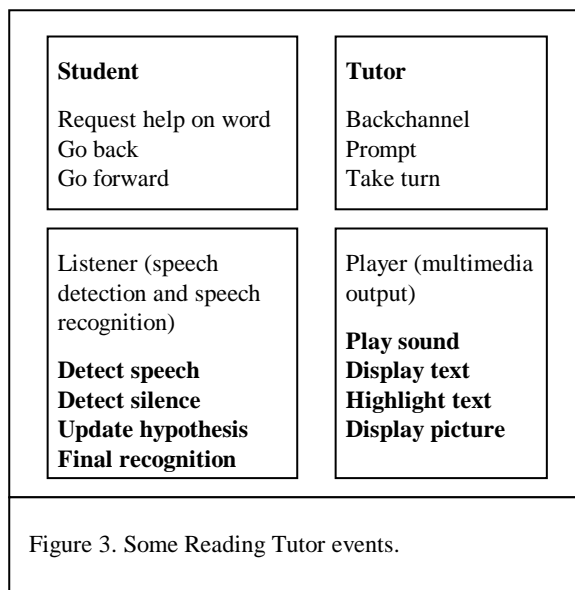 Student
Request help on word
Go back
Go forward
Tutor
Backchannel
Prompt
Take turn
Listener (speech
detection and speech
recognition)
Detect speech
Detect silence
Update hypothesis
Final recognition
Player (multimedia
output)
Play sound
Display text
Highlight text
Display picture
Figure 3. Some Reading Tutor events.